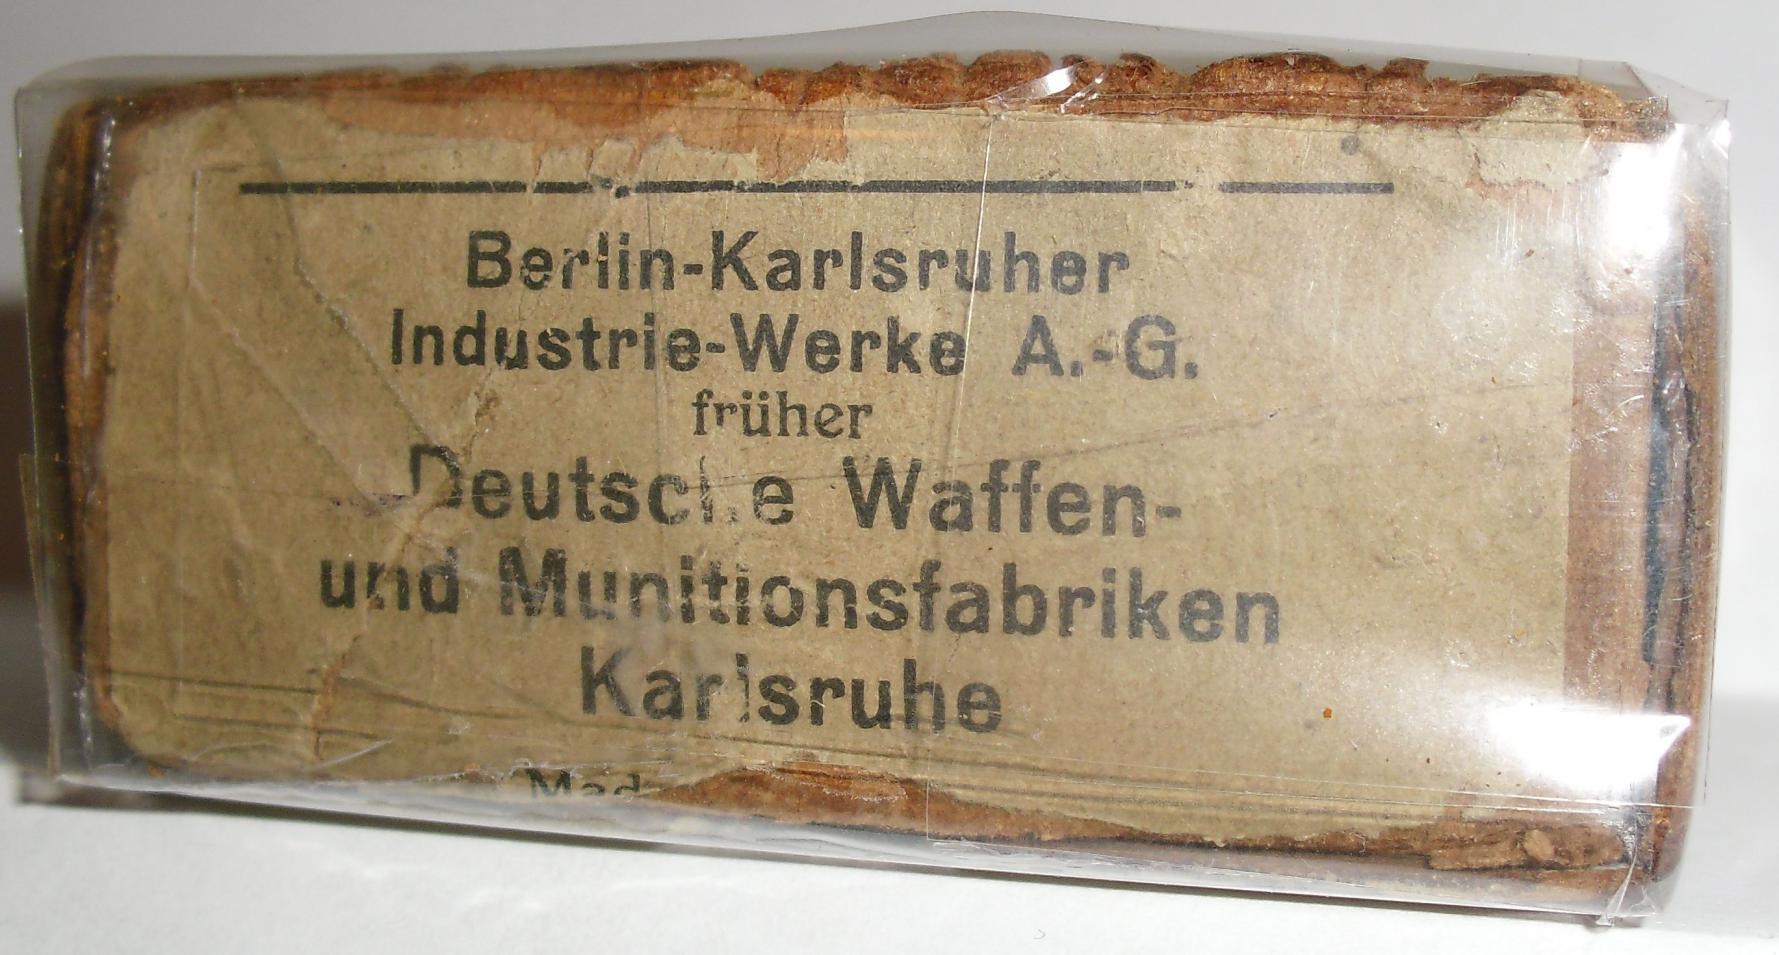 Berlin-Karlsruher
Industrie-Werke A.-G.
früher
Deutsche Waffen-
und Munitionsfabriken
Karlsruhe